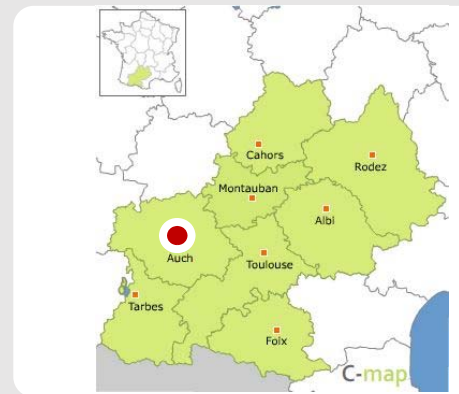 Cahors
Rodez
Montauban
Albi
Auch
Toulouse
Tarbes
Foix
C-map